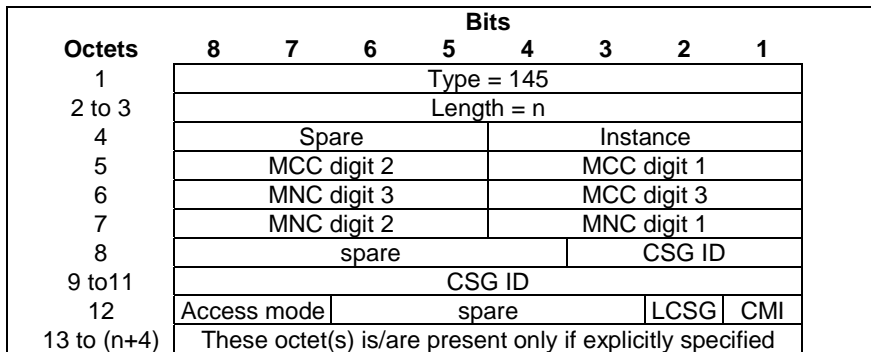 Bits
Octets 8 7 6 5 4 3 2 1
1 Type = 145
2 to 3 Length = n
4 Spare Instance
5 MCC digit 2 MCC digit 1
6 MNC digit 3 MCC digit 3
7 MNC digit 2 MNC digit 1
8 spare CSG ID
9 to11 CSG ID
12 Access mode spare LCSG CMI
13 to (n+4) These octet(s) is/are present only if explicitly specified